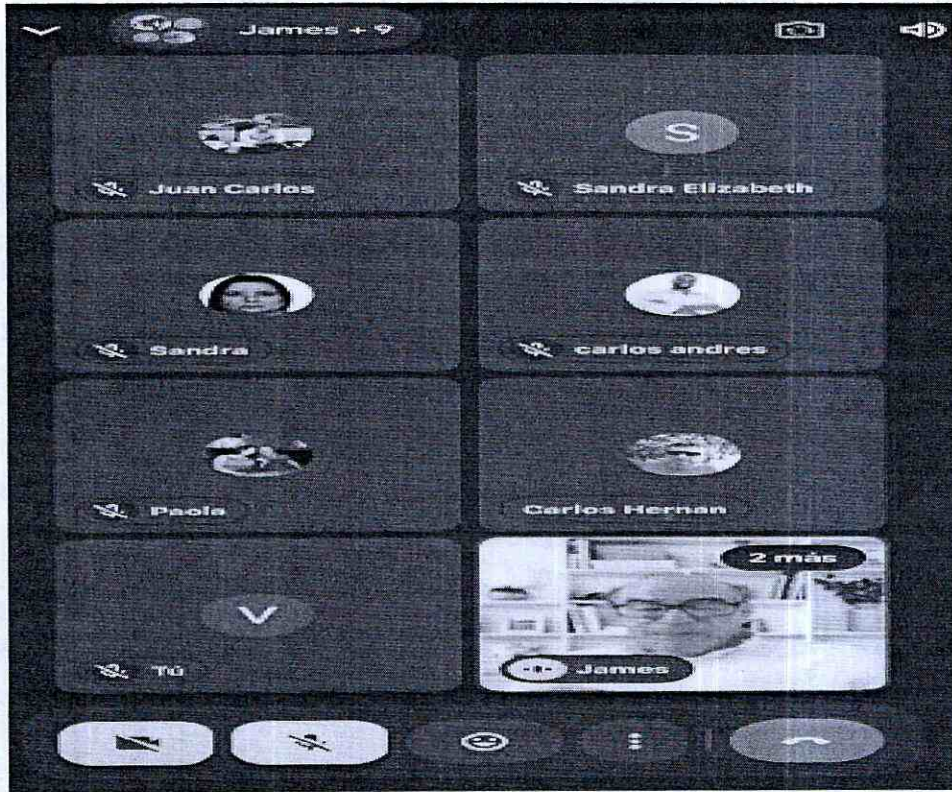 James + 9
Juan Carlos
S
Sandra Elizabeth
Sandra
carlos andres
Paola
Carlos Hernan
V
Tú
2 más
James